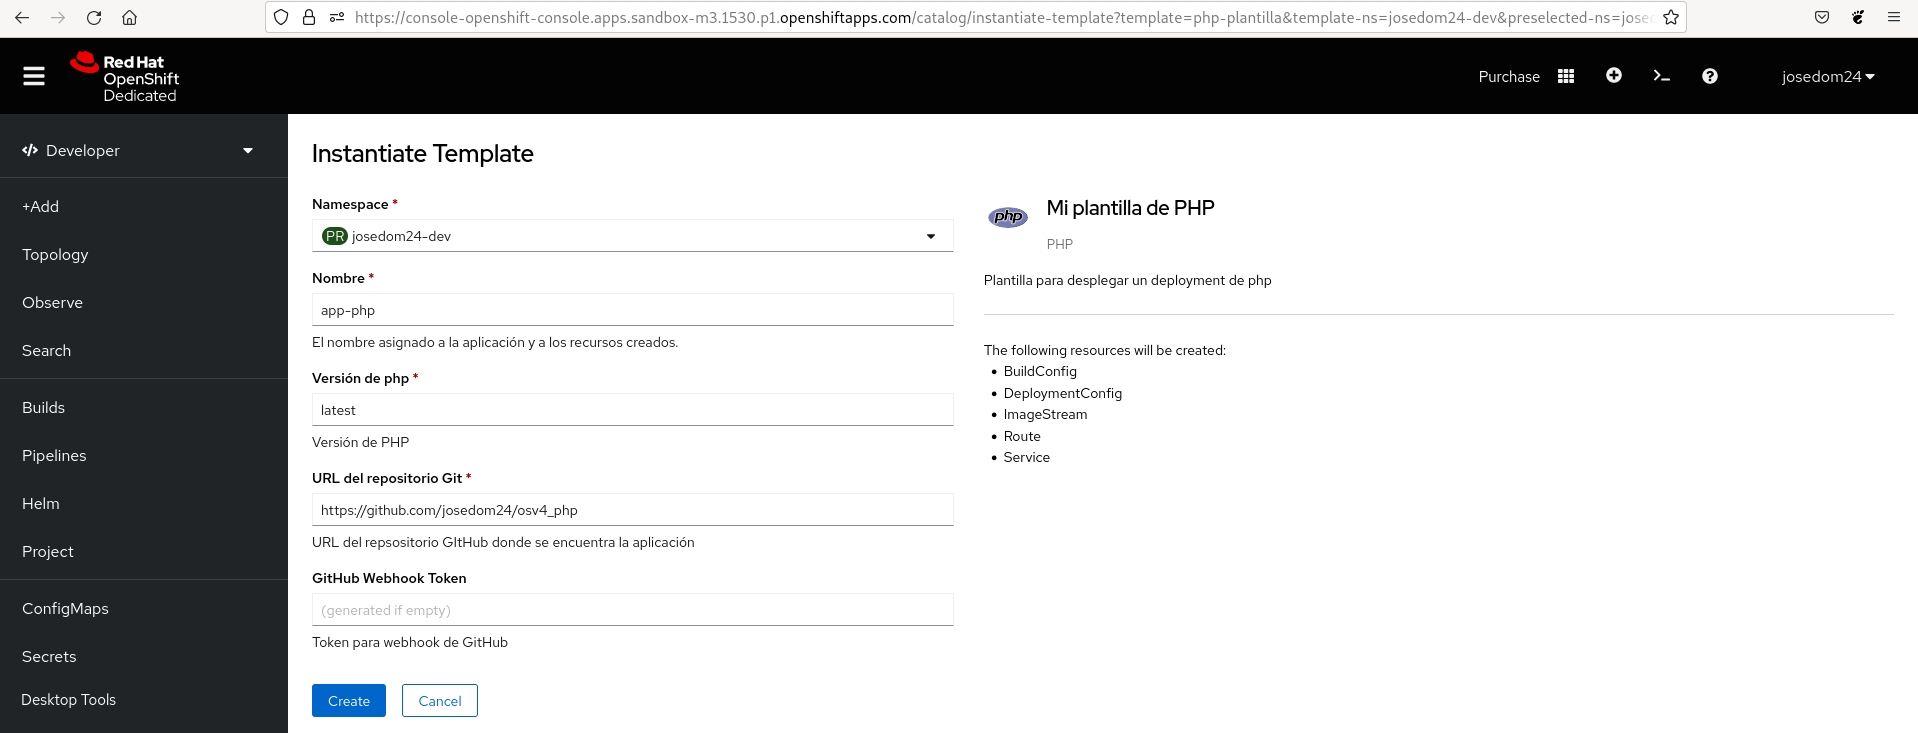 https://console-openshift-console.apps.sandbox-m3.1530.p1.openshiftapps.com/catalog/instantiate-template?template=php-plantilla&template-ns=josedom24-dev&preselected-ns=jose
Red Hat
OpenShift
Dedicated
Purchase
josedom24
Developer
+Add
Topology
Observe
Search
Builds
Pipelines
Helm
Project
ConfigMaps
Secrets
Desktop Tools
Instantiate Template
Namespace *
PR josedom24-dev
Nombre *
app-php
El nombre asignado a la aplicación y a los recursos creados.
Versión de php *
latest
Versión de PHP
URL del repositorio Git *
https://github.com/josedom24/osv4_php
URL del repsositorio GItHub donde se encuentra la aplicación
GitHub Webhook Token
(generated if empty)
Token para webhook de GitHub
Create
Cancel
php
Mi plantilla de PHP
PHP
Plantilla para desplegar un deployment de php
The following resources will be created:
• BuildConfig
• DeploymentConfig
• ImageStream
• Route
• Service